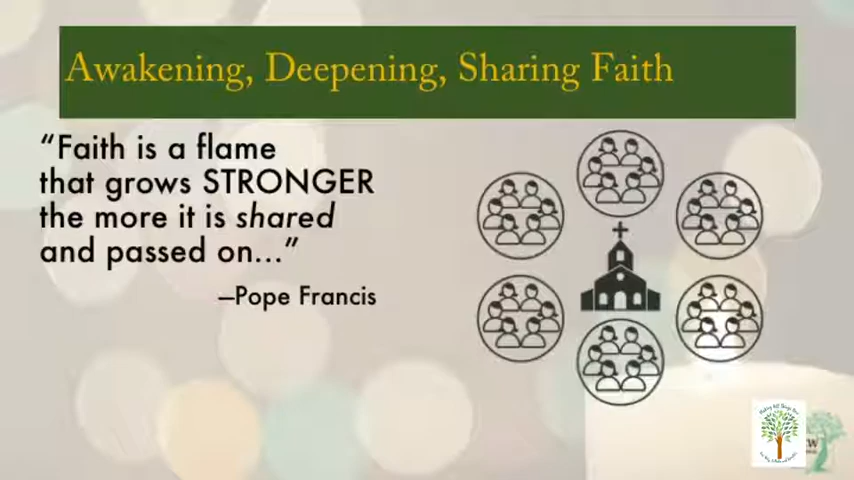 Awakening, Deepening, Sharing Faith
“Faith is a flame
that grows STRONGER
the more it is shared
and passed on...”
—Pope Francis